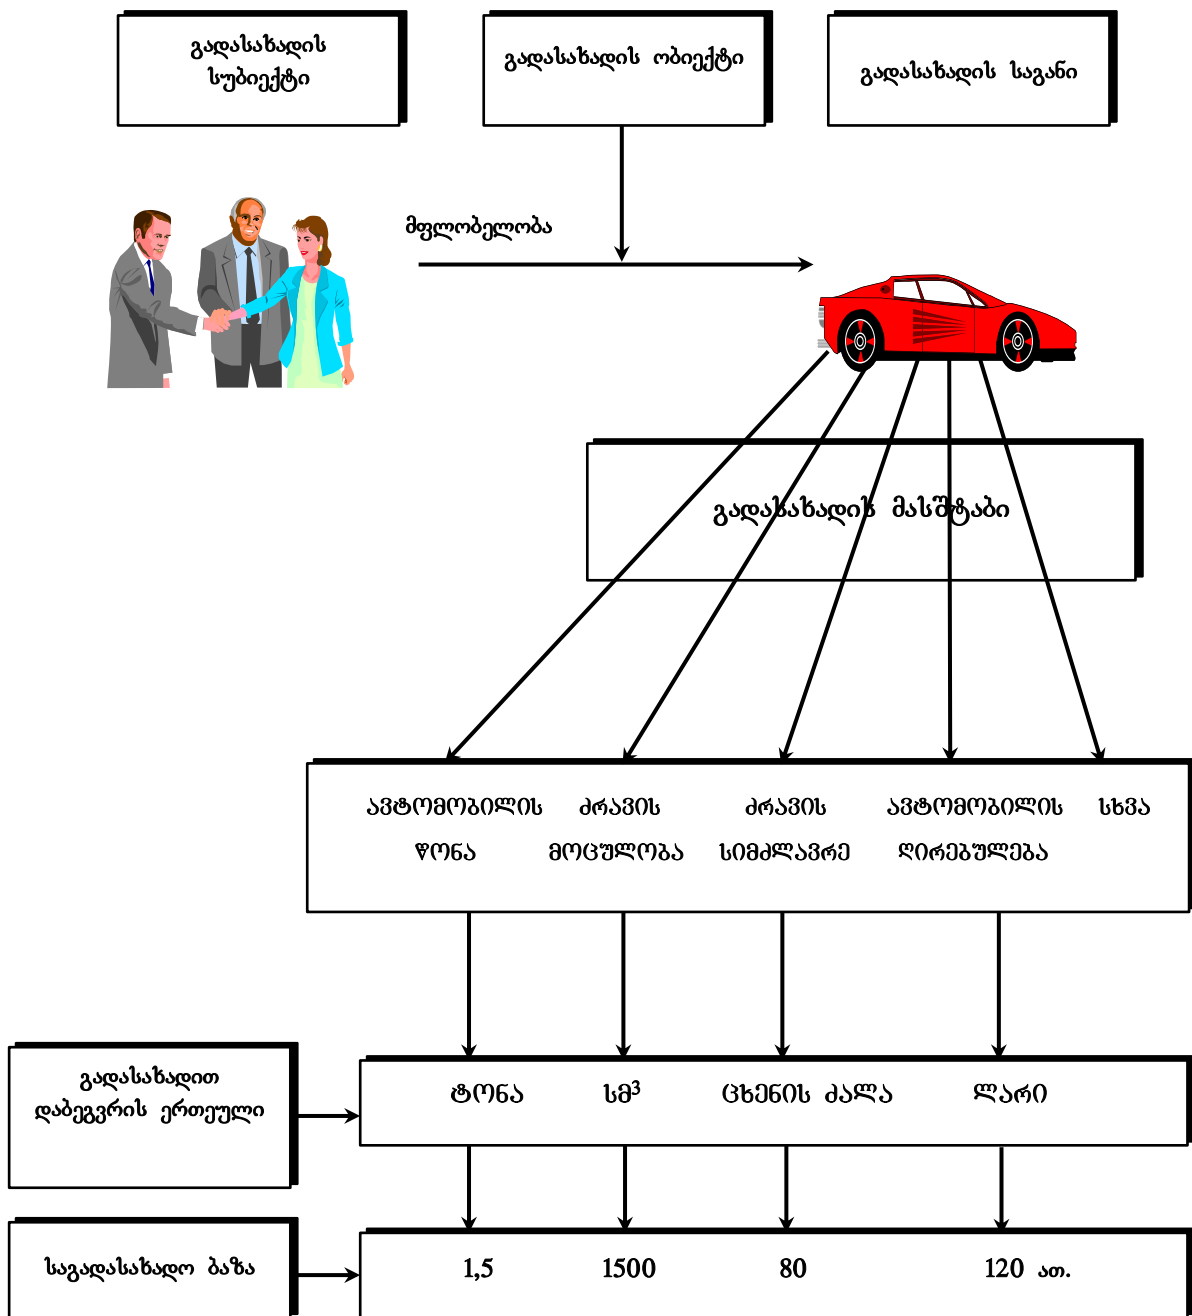 გადასახადის
სუბიექტი
გადასახადის ობიექტი
გადასახადის საგანი
მფლობელობა
გადასახადის მასშტაბი
ავტომობილის ძრავის ძრავის ავტომობილის სხვა
წონა მოცულობა სიმძლავრე ღირებულება
გადასახადით
დაბეგვრის ერთეული
ტონა სმ³ ცხენის ძალა ლარი
საგადასახადო ბაზა
1,5 1500 80 120 ათ.